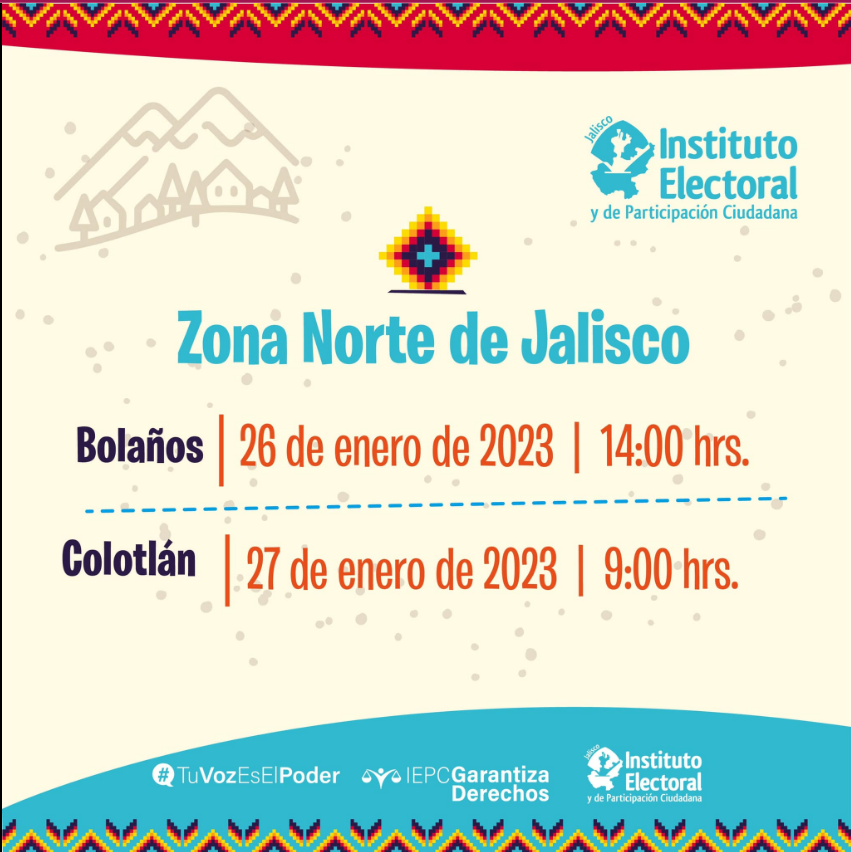 Jalisco
Instituto
Electoral
y de Participación Ciudadana
Zona Norte de Jalisco
Bolaños | 26 de enero de 2023 | 14:00 hrs.
Colotlán | 27 de enero de 2023 | 9:00 hrs.
#TuVozEsElPoder
IEPCGarantiza
Derechos
Jalisco
Instituto
Electoral
y de Participación Ciudadana